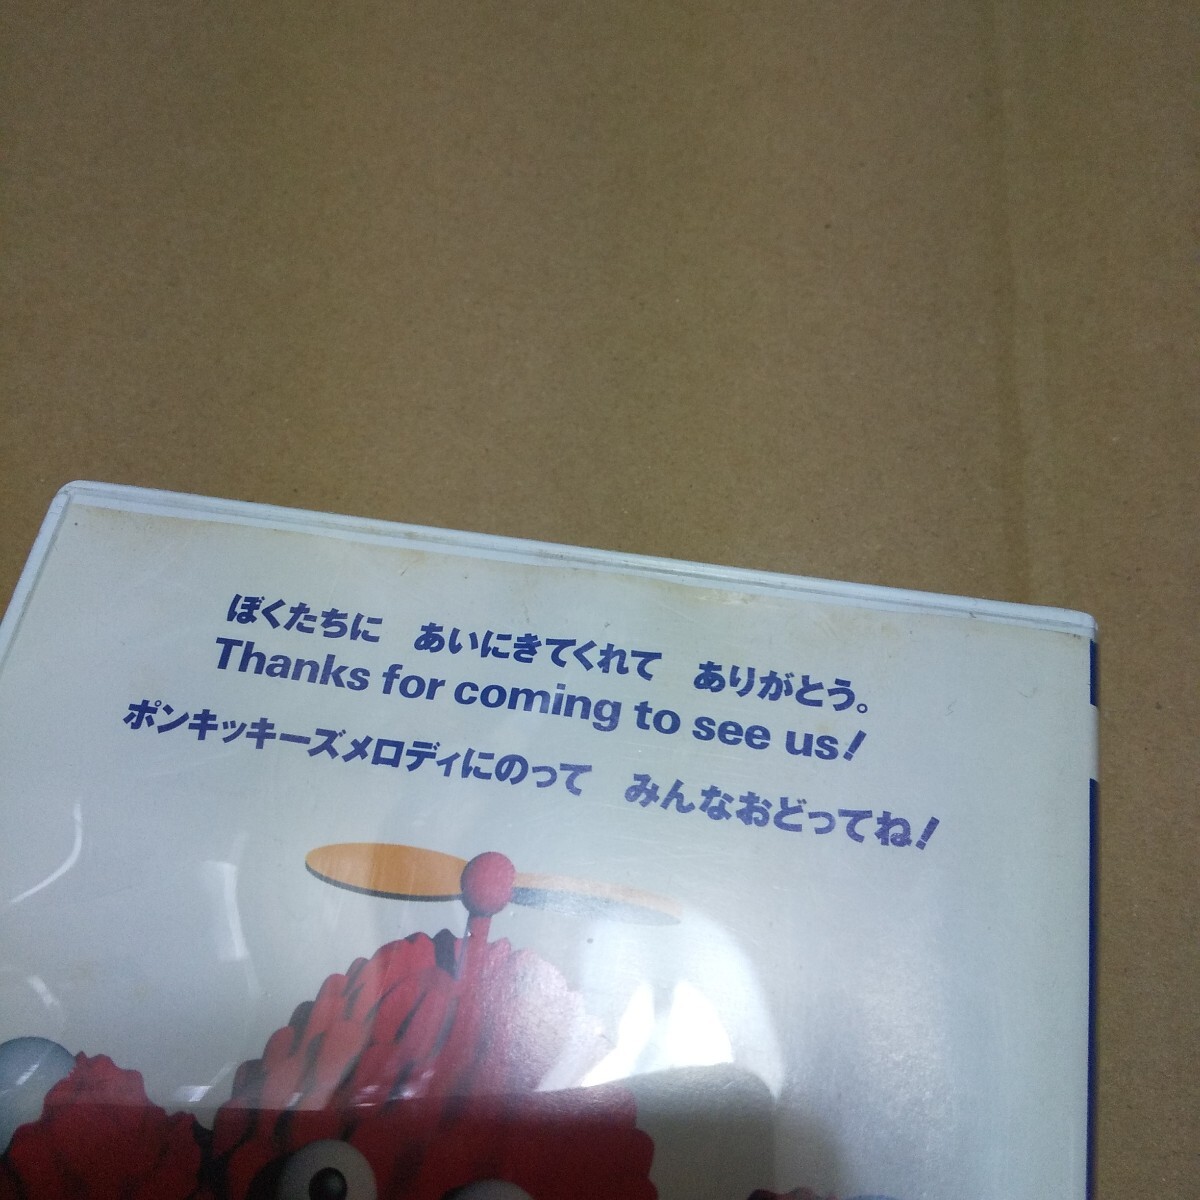 ぼくたちに　あいにきてくれて　ありがとう。
Thanks for coming to see us!
ポンキッキーズメロディにのって　みんなおどってね!